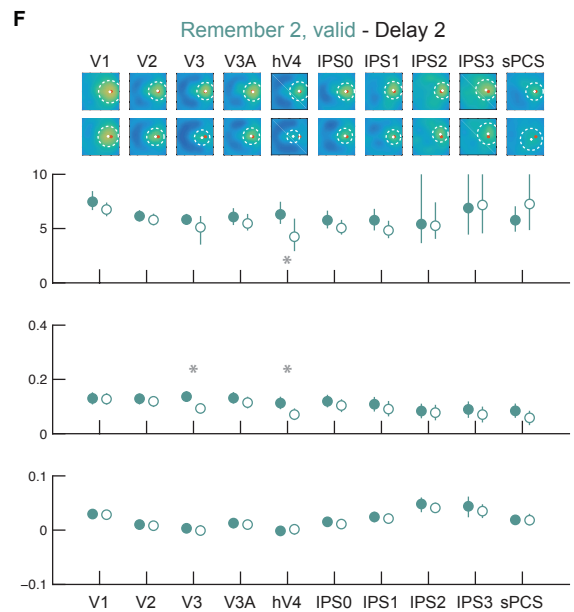 F
Remember 2, valid - Delay 2
V1 V2 V3 V3A hV4 IPS0 IPS1 IPS2 IPS3 sPCS
10
5
*
0
0.4
* *
0.2
0
0.1
0
−0.1
V1 V2 V3 V3A hV4 IPS0 IPS1 IPS2 IPS3 sPCS